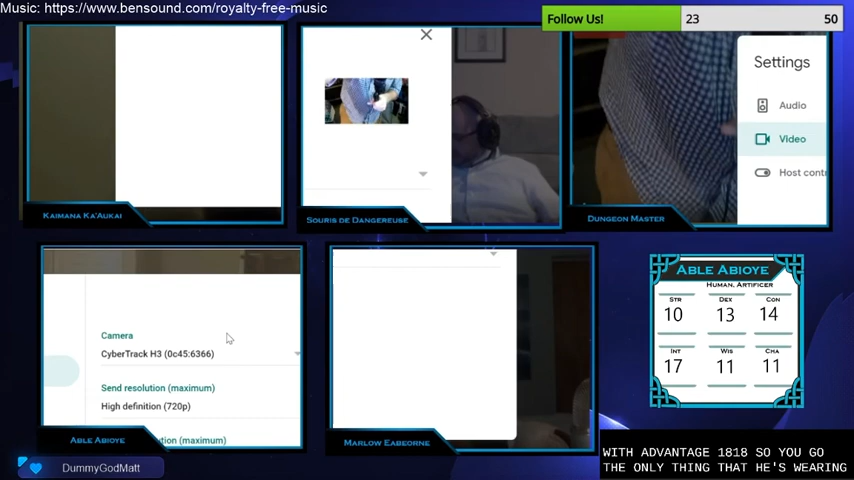 Music: https://www.bensound.com/royalty-free-music
Follow Us! 23 50
Settings
Audio
Video
Host contr
KAIMANA KA'AUKAI
SOURIS DE DANGEREUSE
DUNGEON MASTER
Camera
CyberTrack H3 (0c45:6366)
Send resolution (maximum)
High definition (720p)
ution (maximum)
ABLE ABIOYE
MARLOW EABEORNE
ABLE ABIOYE
HUMAN, ARTIFICER
STR DEX CON
10 13 14
INT WIS CHA
17 11 11
DummyGodMatt
WITH ADVANTAGE 1818 SO YOU GO
THE ONLY THING THAT HE'S WEARING